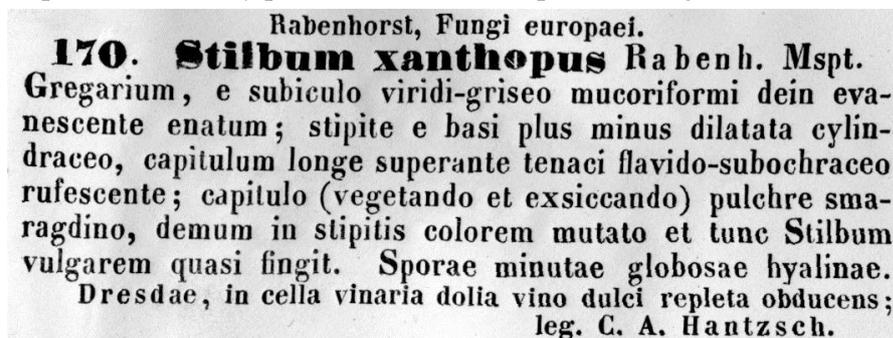 Rabenhorst, Fungi europaei.
170. Stilbum xanthopus Rabenh. Mspt.
Gregarium, e subiculo viridi-griseo mucoriformi dein eva-
nescente enatum; stipite e basi plus minus dilatata cylin-
draceo, capitulum longe superante tenaci flavido-subochraceo
rufescente; capitulo (vegetando et exsiccando) pulchre sma-
ragdino, demum in stipitis colorem mutato et tunc Stilbum
vulgarem quasi fingit. Sporae minutae globosae hyalinae.
Dresdae, in cella vinaria dolia vino dulci repleta obducens;
leg. C. A. Hantzsch.